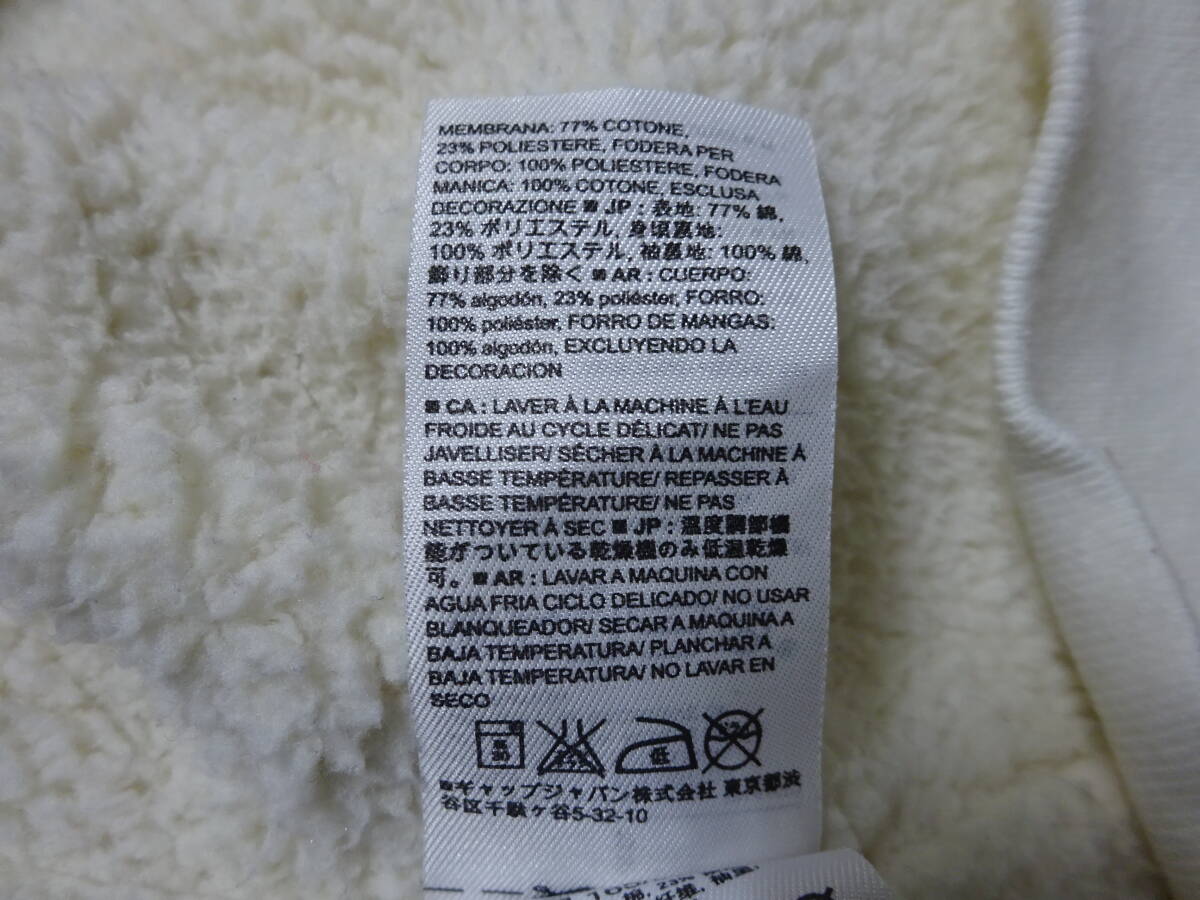 MEMBRANA: 77% COTONE,
23% POLIESTERE, FODERA PER
CORPO: 100% POLIESTERE, FODERA
MANICA: 100% COTONE, ESCLUSA
DECORAZIONE ■ JP: 表地: 77% 綿,
23% ポリエステル, 身頃裏地:
100% ポリエステル, 袖裏地: 100% 綿,
飾り部分を除く ■ AR : CUERPO:
77% algodón, 23% poliéster, FORRO:
100% poliéster, FORRO DE MANGAS:
100% algodón, EXCLUYENDO LA
DECORACION
■ CA : LAVER À LA MACHINE À L'EAU
FROIDE AU CYCLE DÉLICAT/ NE PAS
JAVELLISER/ SÉCHER À LA MACHINE À
BASSE TEMPÉRATURE/ REPASSER À
BASSE TEMPÉRATURE/ NE PAS
NETTOYER À SEC ■ JP : 温度調節機
能がついている乾燥機のみ低温乾燥
可。 ■ AR : LAVAR A MAQUINA CON
AGUA FRIA CICLO DELICADO/ NO USAR
BLANQUEADOR/ SECAR A MAQUINA A
BAJA TEMPERATURA/ PLANCHAR A
BAJA TEMPERATURA/ NO LAVAR EN
SECO
弱 30 低
■ギャップジャパン株式会社 東京都渋
谷区千駄ヶ谷5-32-10